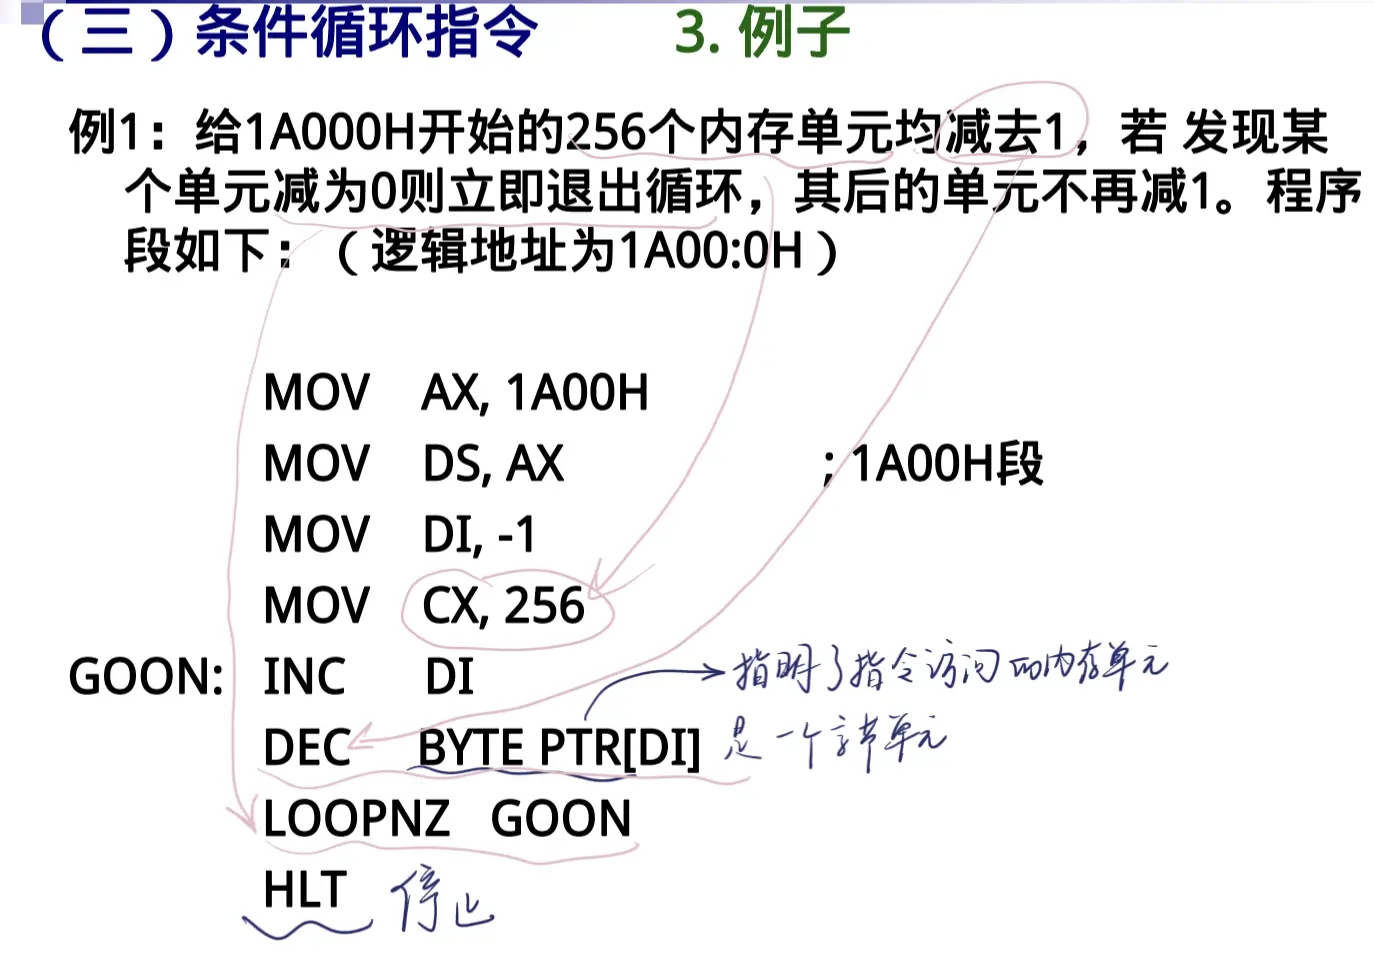 （三）条件循环指令 3. 例子
例1：给1A000H开始的256个内存单元均减去1，若 发现某
个单元减为0则立即退出循环，其后的单元不再减1。程序
段如下：（逻辑地址为1A00:0H）
MOV AX, 1A00H
MOV DS, AX ; 1A00H段
MOV DI, -1
MOV CX, 256
GOON: INC DI
指明了指令访问的内存单元
DEC BYTE PTR[DI] 是一个字节单元
LOOPNZ GOON
HLT 停止